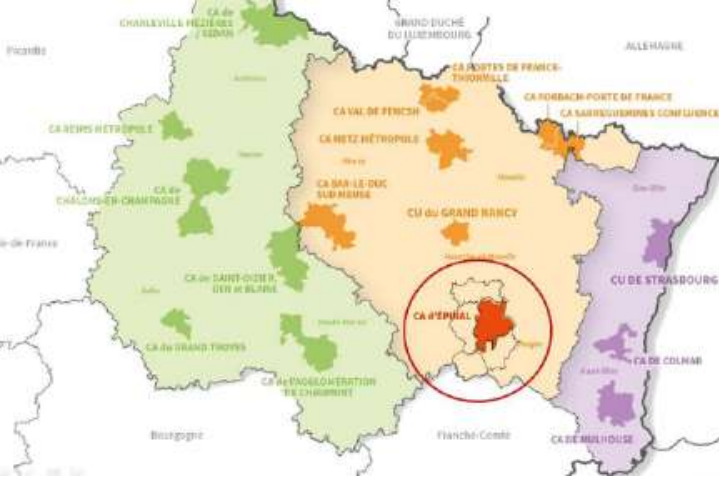 CA de
CHARLEVILLE MÉZIÈRES
/ SEDAN
GRAND DUCHÉ
DU LUXEMBOURG
Picardie
ALLEMAGNE
CA PORTES DE FRANCE-
THIONVILLE
CA VAL DE FENSCH
CA FORBACH-PORTE DE FRANCE
CA SARREGUEMINES CONFLUENCE
CA REIMS MÉTROPOLE
CA METZ MÉTROPOLE
CA de
CHÂLONS-EN-CHAMPAGNE
CA BAR-LE-DUC
SUD MEUSE
CU du GRAND NANCY
Ile-de-France
CA de SAINT-DIZIER,
DER et BLAISE
CU DE STRASBOURG
CA d'ÉPINAL
CA du GRAND TROYES
CA DE COLMAR
CA de l'AGGLOMÉRATION
DE CHAUMONT
Bourgogne
Franche-Comté
CA DE MULHOUSE